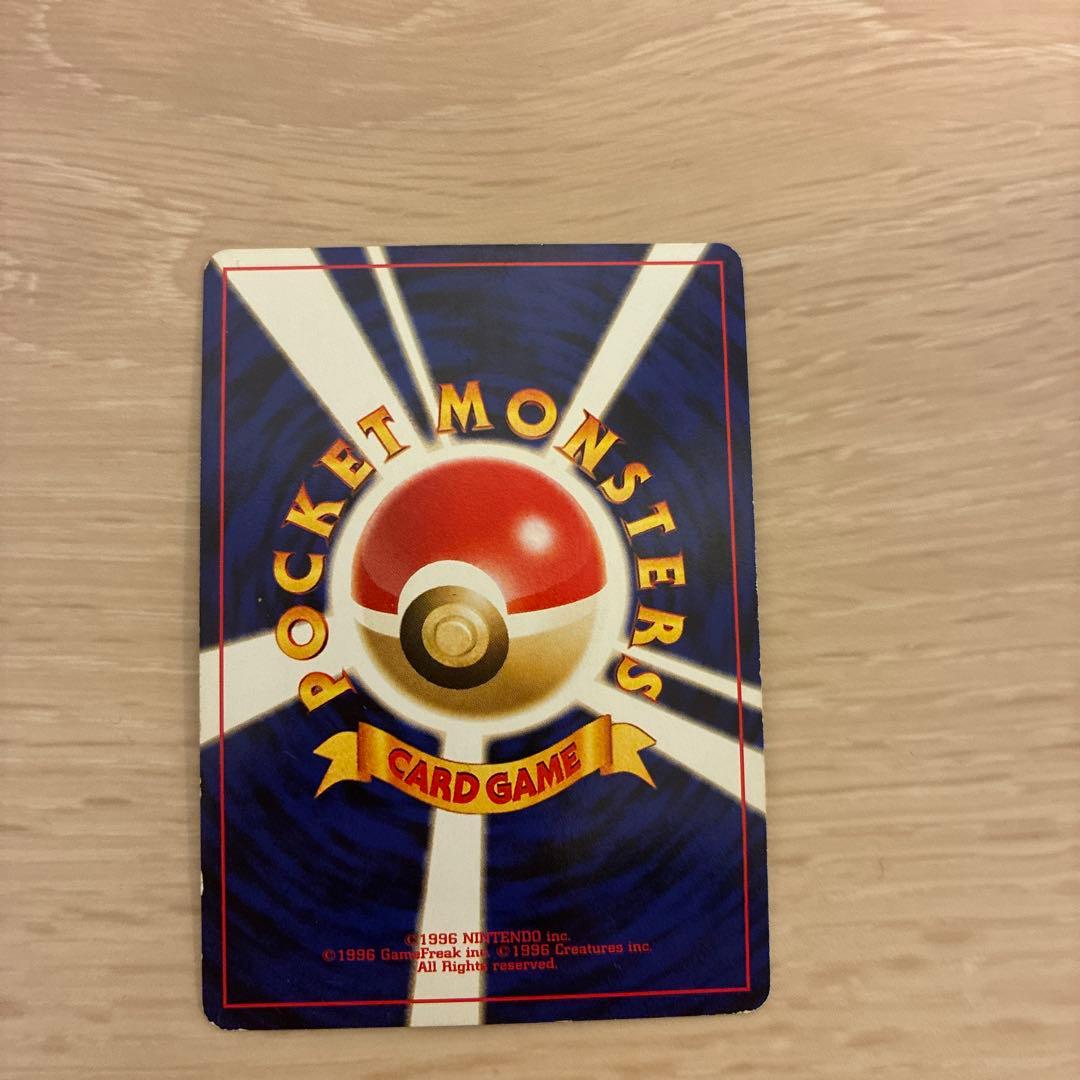 POCKET MONSTERS
CARD GAME
©1996 NINTENDO inc.
©1996 GameFreak inc. ©1996 Creatures inc.
All Rights reserved.